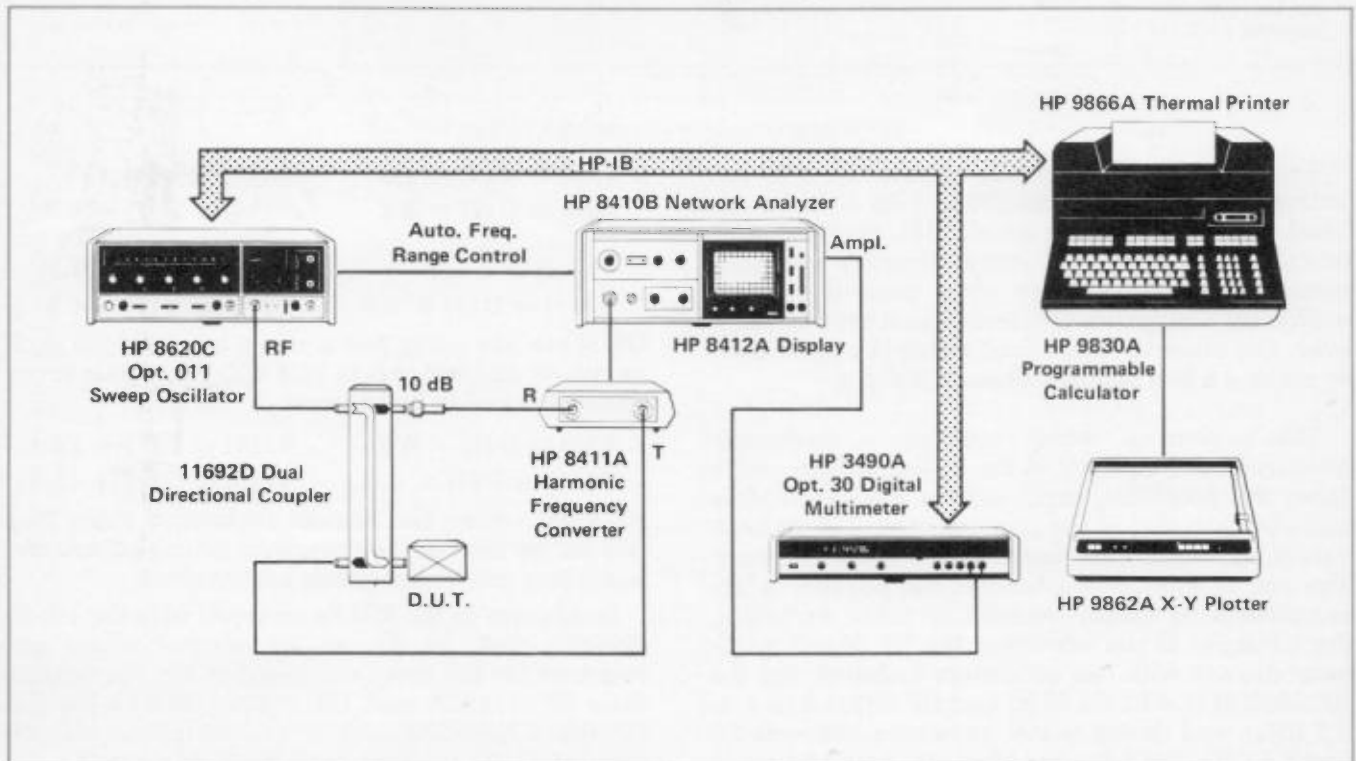 HP 9866A Thermal Printer
HP-IB
HP 8410B Network Analyzer
Auto. Freq.
Range Control
Ampl.
HP 8620C
Opt. 011
Sweep Oscillator
RF
HP 8412A Display
HP 9830A
Programmable
Calculator
10 dB
R
T
11692D Dual
Directional Coupler
HP 8411A
Harmonic
Frequency
Converter
HP 3490A
Opt. 30 Digital
Multimeter
D.U.T.
HP 9862A X-Y Plotter